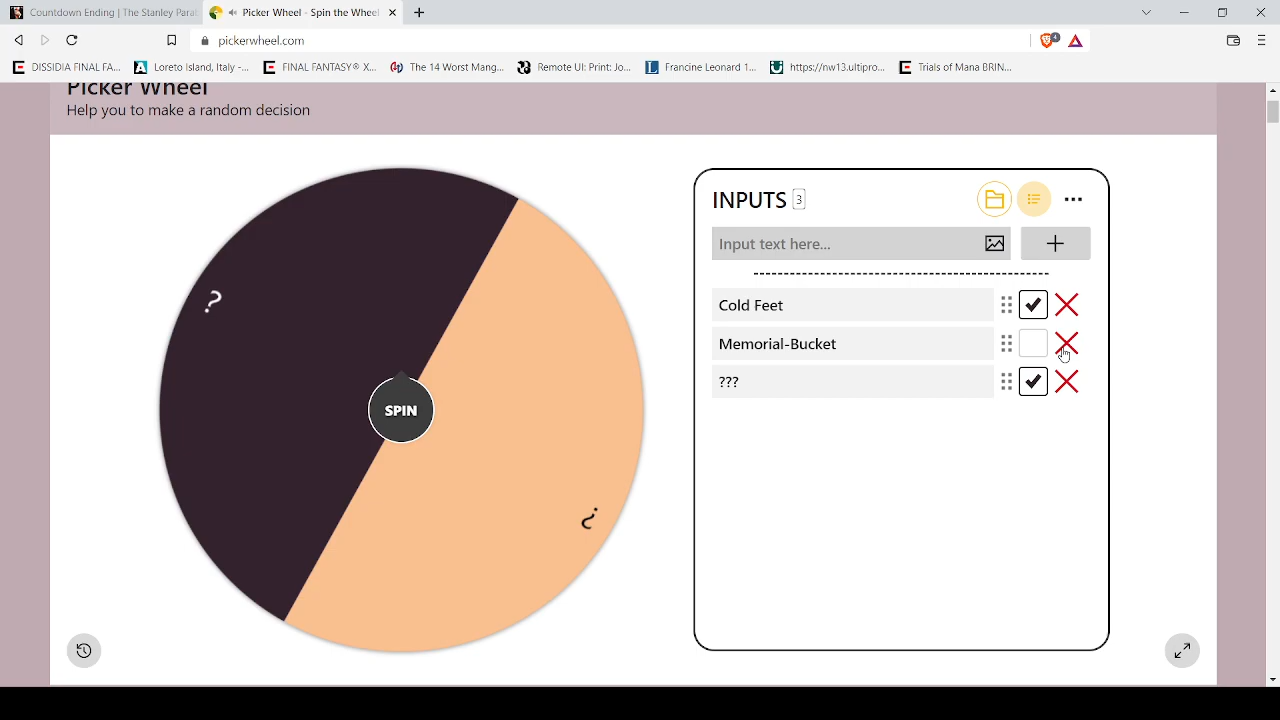 Countdown Ending | The Stanley Para
Picker Wheel - Spin the Wheel
pickerwheel.com
4
DISSIDIA FINAL FA...
Loreto Island, Italy -...
FINAL FANTASY® X...
The 14 Worst Mang...
Remote UI: Print: Jo...
Francine Leonard 1...
https://nw13.ultipro...
Trials of Mana BRIN...
Picker Wheel
Help you to make a random decision
?
?
SPIN
INPUTS 3
Input text here...
Cold Feet
Memorial-Bucket
???